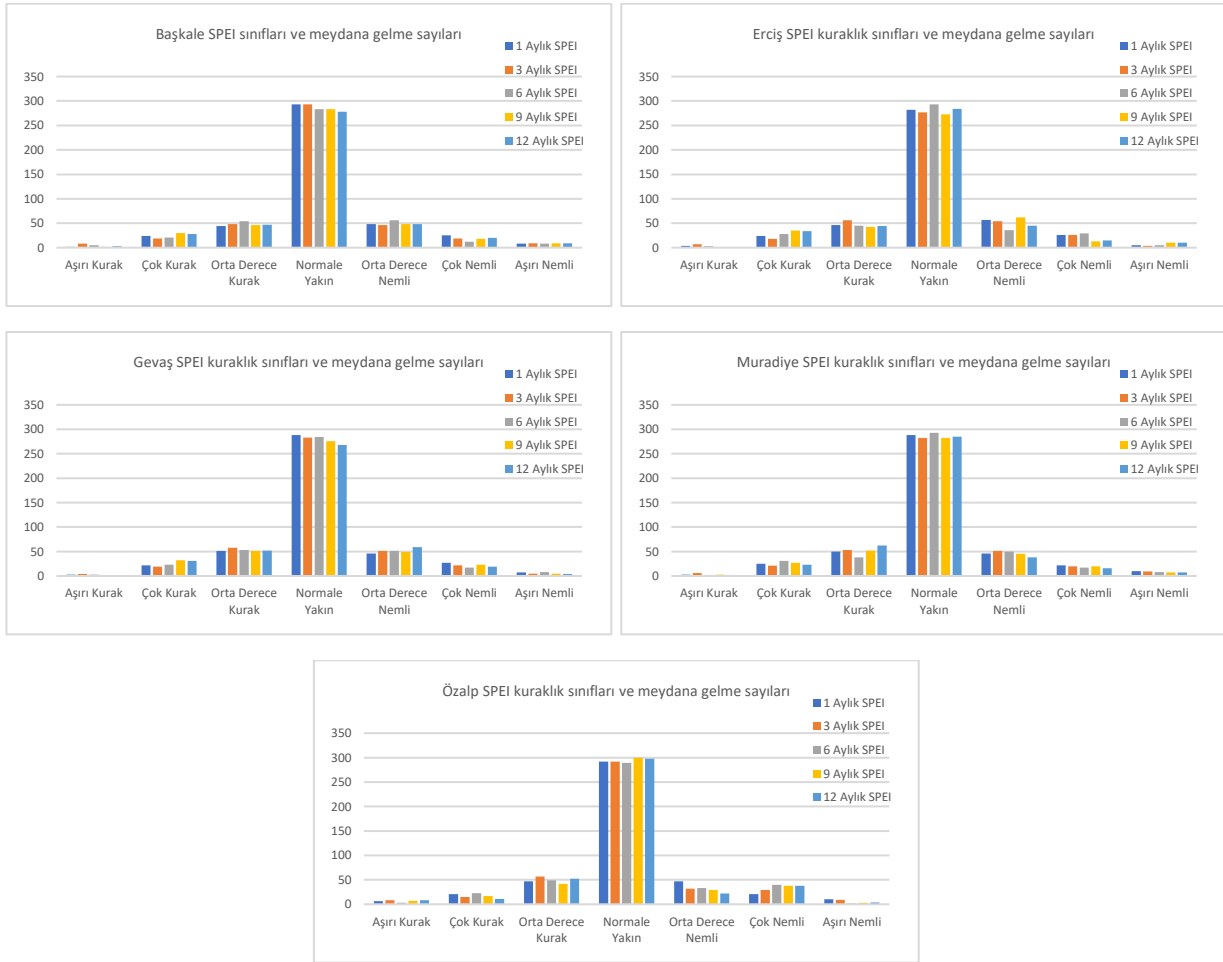 Başkale SPEI sınıfları ve meydana gelme sayıları
1 Aylık SPEI
3 Aylık SPEI
6 Aylık SPEI
9 Aylık SPEI
12 Aylık SPEI
350
300
250
200
150
100
50
0
Aşırı Kurak Çok Kurak Orta Derece Normale Orta Derece Çok Nemli Aşırı Nemli
Kurak Yakın Nemli
Erciş SPEI kuraklık sınıfları ve meydana gelme sayıları
1 Aylık SPEI
3 Aylık SPEI
6 Aylık SPEI
9 Aylık SPEI
12 Aylık SPEI
350
300
250
200
150
100
50
0
Aşırı Kurak Çok Kurak Orta Derece Normale Orta Derece Çok Nemli Aşırı Nemli
Kurak Yakın Nemli
Gevaş SPEI kuraklık sınıfları ve meydana gelme sayıları
1 Aylık SPEI
3 Aylık SPEI
6 Aylık SPEI
9 Aylık SPEI
12 Aylık SPEI
350
300
250
200
150
100
50
0
Aşırı Kurak Çok Kurak Orta Derece Normale Orta Derece Çok Nemli Aşırı Nemli
Kurak Yakın Nemli
Muradiye SPEI kuraklık sınıfları ve meydana gelme sayıları
1 Aylık SPEI
3 Aylık SPEI
6 Aylık SPEI
9 Aylık SPEI
12 Aylık SPEI
350
300
250
200
150
100
50
0
Aşırı Kurak Çok Kurak Orta Derece Normale Orta Derece Çok Nemli Aşırı Nemli
Kurak Yakın Nemli
Özalp SPEI kuraklık sınıfları ve meydana gelme sayıları
1 Aylık SPEI
3 Aylık SPEI
6 Aylık SPEI
9 Aylık SPEI
12 Aylık SPEI
350
300
250
200
150
100
50
0
Aşırı Kurak Çok Kurak Orta Derece Normale Orta Derece Çok Nemli Aşırı Nemli
Kurak Yakın Nemli